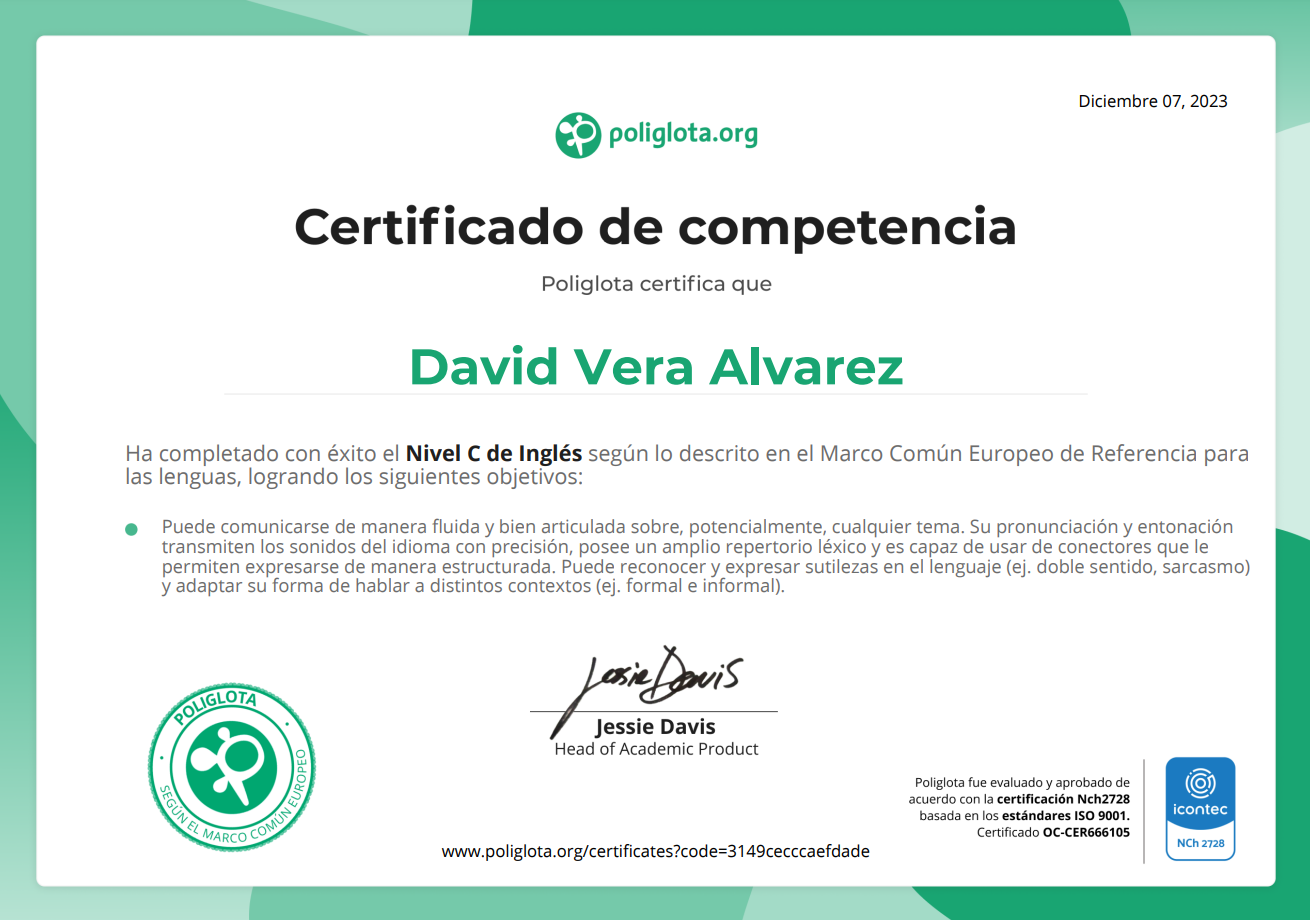 Diciembre 07, 2023
poliglota.org
Certificado de competencia
Poliglota certifica que
David Vera Alvarez
Ha completado con éxito el Nivel C de Inglés según lo descrito en el Marco Común Europeo de Referencia para
las lenguas, logrando los siguientes objetivos:
Puede comunicarse de manera fluida y bien articulada sobre, potencialmente, cualquier tema. Su pronunciación y entonación
transmiten los sonidos del idioma con precisión, posee un amplio repertorio léxico y es capaz de usar de conectores que le
permiten expresarse de manera estructurada. Puede reconocer y expresar sutilezas en el lenguaje (ej. doble sentido, sarcasmo)
y adaptar su forma de hablar a distintos contextos (ej. formal e informal).
Jessie Davis
Jessie Davis
Head of Academic Product
POLIGLOTA
SEGÚN EL MARCO COMÚN EUROPEO
Poliglota fue evaluado y aprobado de
acuerdo con la certificación Nch2728
basada en los estándares ISO 9001.
Certificado OC-CER666105
icontec
NCh 2728
www.poliglota.org/certificates?code=3149cecccaefdade